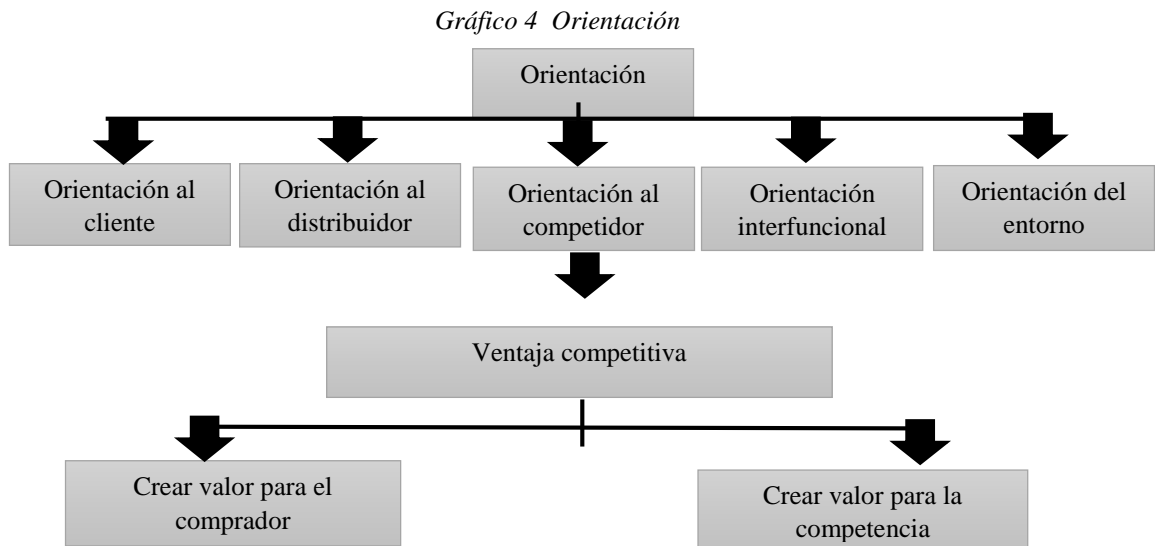 Gráfico 4 Orientación
Orientación
Orientación al
cliente
Orientación al
distribuidor
Orientación al
competidor
Orientación
interfuncional
Orientación del
entorno
Ventaja competitiva
Crear valor para el
comprador
Crear valor para la
competencia